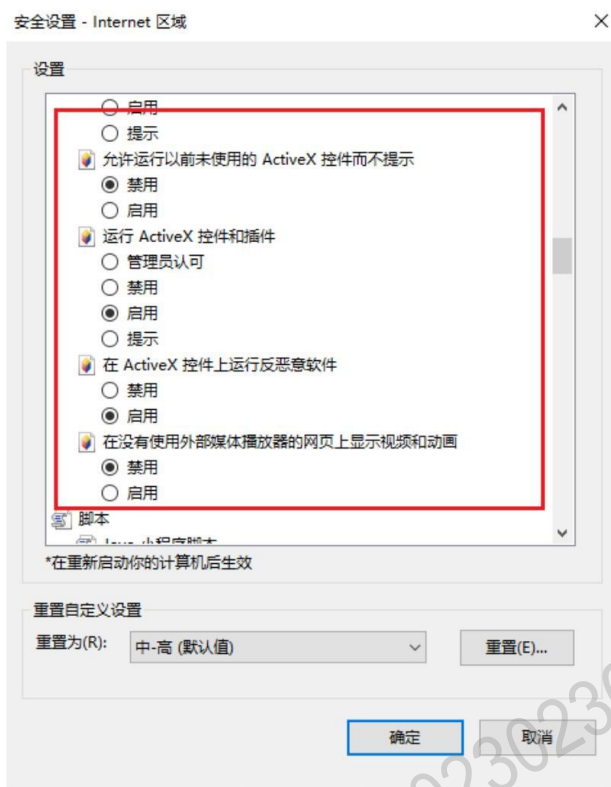 安全设置 - Internet 区域
设置
启用
提示
允许运行以前未使用的 ActiveX 控件而不提示
禁用
启用
运行 ActiveX 控件和插件
管理员认可
禁用
启用
提示
在 ActiveX 控件上运行反恶意软件
禁用
启用
在没有使用外部媒体播放器的网页上显示视频和动画
禁用
启用
脚本
Java 小程序脚本
*在重新启动你的计算机后生效
重置自定义设置
重置为(R):
中-高 (默认值)
重置(E)...
确定
取消